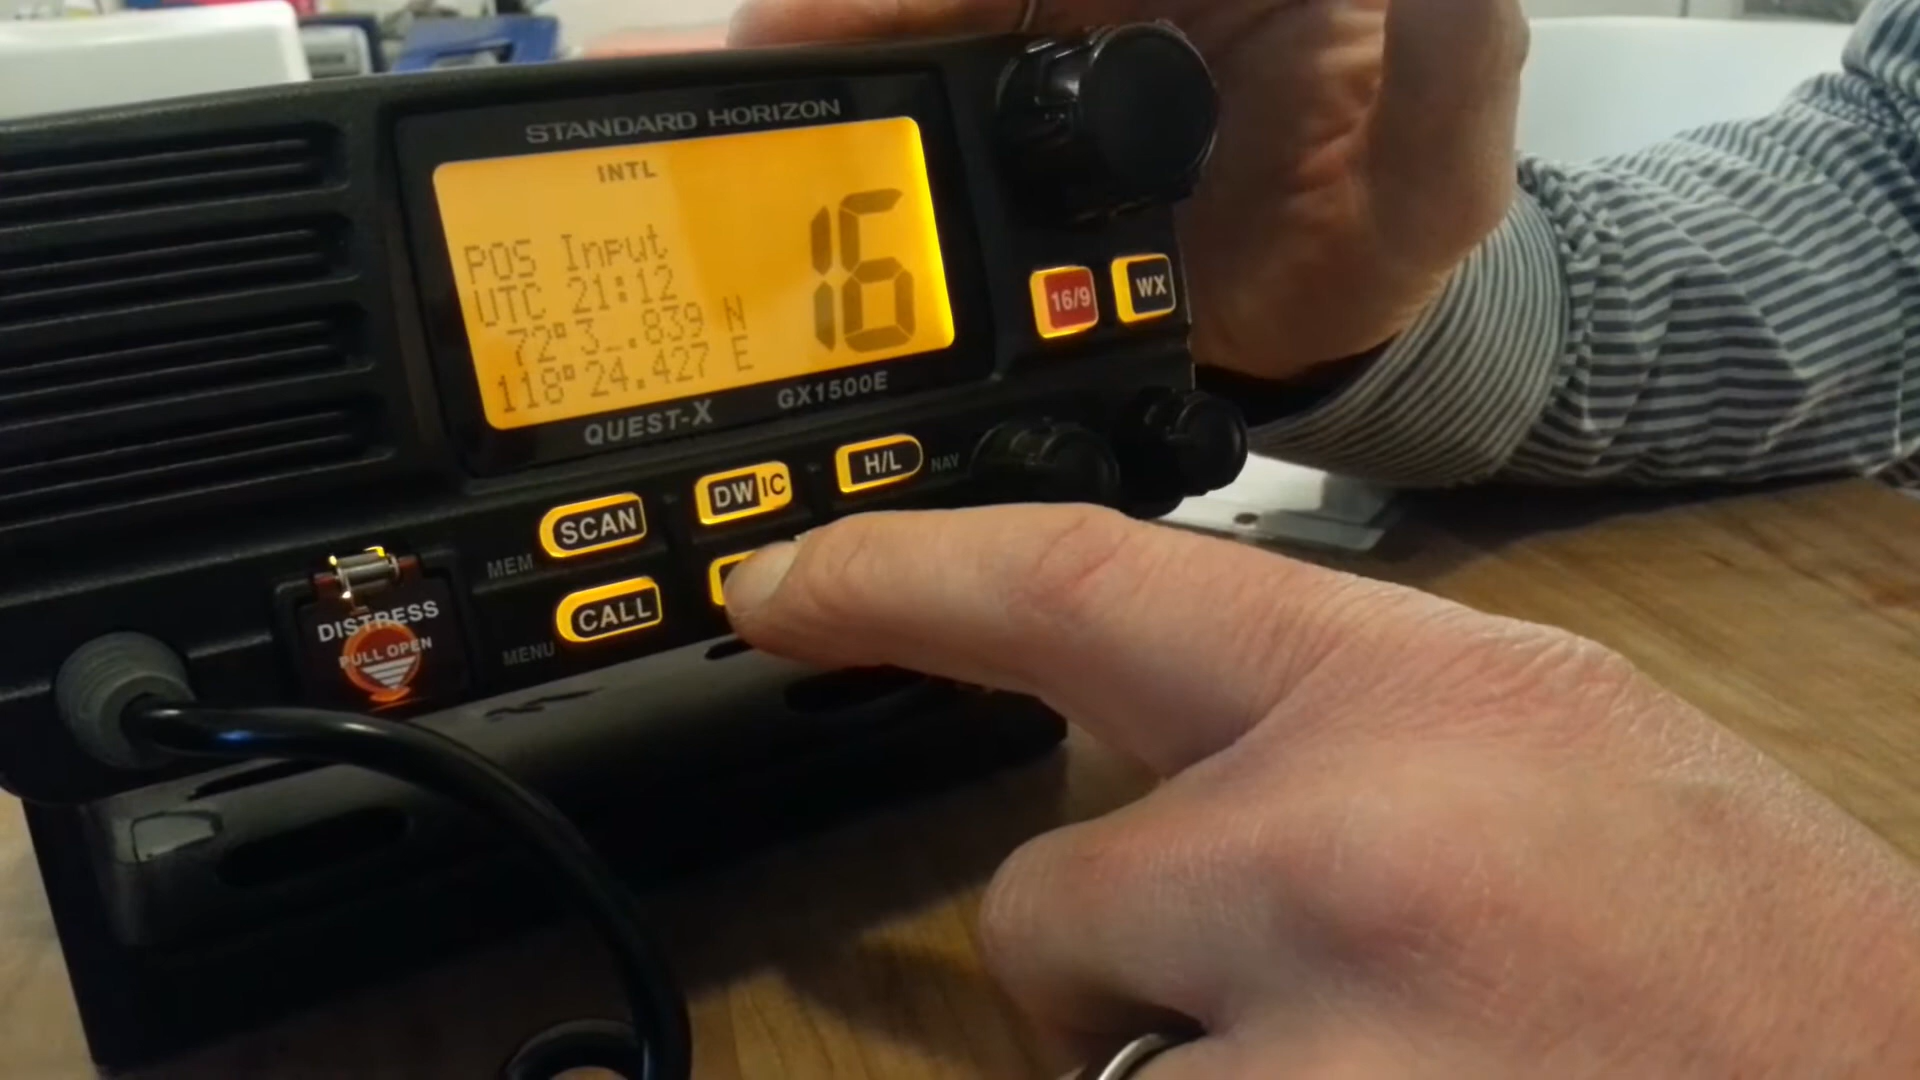 STANDARD HORIZON
INTL
16
POS Input
UTC 21:12
72°3_.839 N
118°24.427 E
QUEST-X GX1500E
16/9 WX
SCAN DW IC H/L NAV
MEM
CALL
MENU
DISTRESS
PULL OPEN